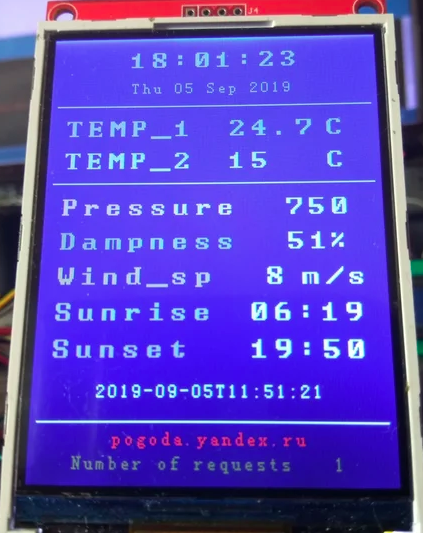 J4
18:01:23
Thu 05 Sep 2019
TEMP_1 24.7 C
TEMP_2 15 C
Pressure 750
Dampness 51%
Wind_sp 8 m/s
Sunrise 06:19
Sunset 19:50
2019-09-05T11:51:21
pogoda.yandex.ru
Number of requests 1